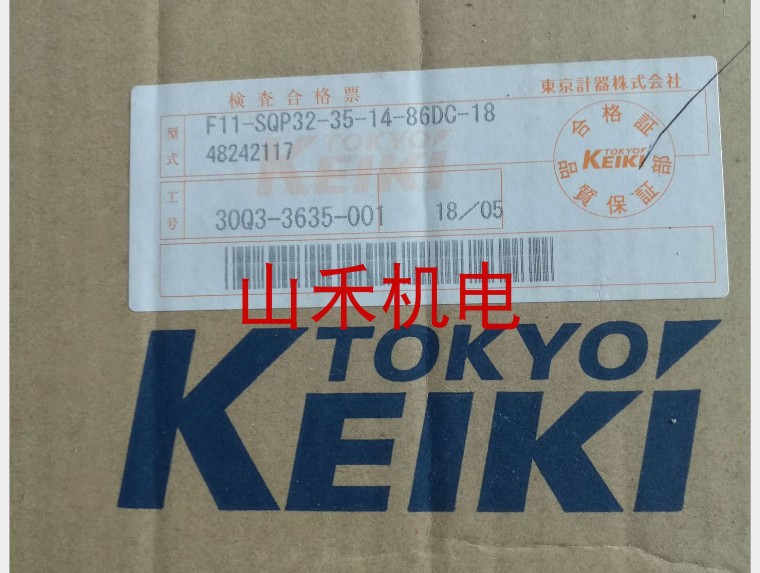 検査合格票
東京計器株式会社
型式
F11-SQP32-35-14-86DC-18
48242117
TOKYO
KEIKI
合格証
TOKYO
KEIKI
品質保証
工号
30Q3-3635-001
18/05
山禾机电
TOKYO
KEIKI